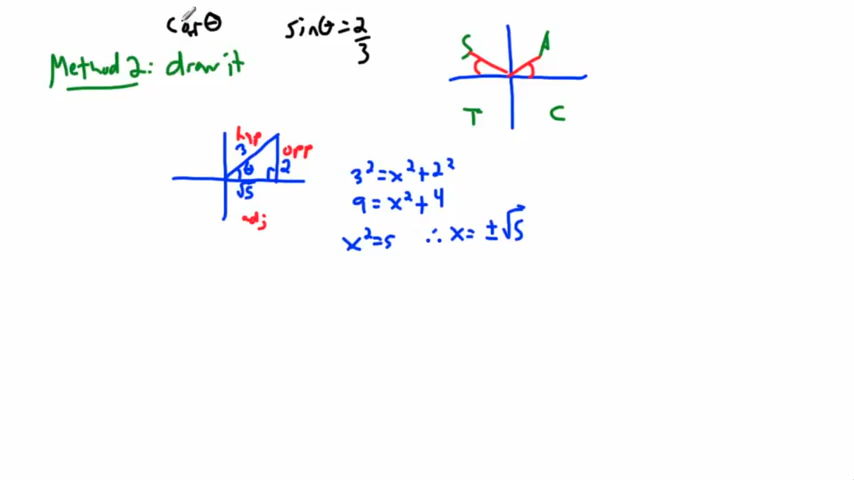 cosθ sinθ = 2/3
Method 2: draw it
S A
T C
hyp
3
opp
θ
2
√5
adj
3² = x² + 2²
9 = x² + 4
x² = 5 ∴ x = ±√5